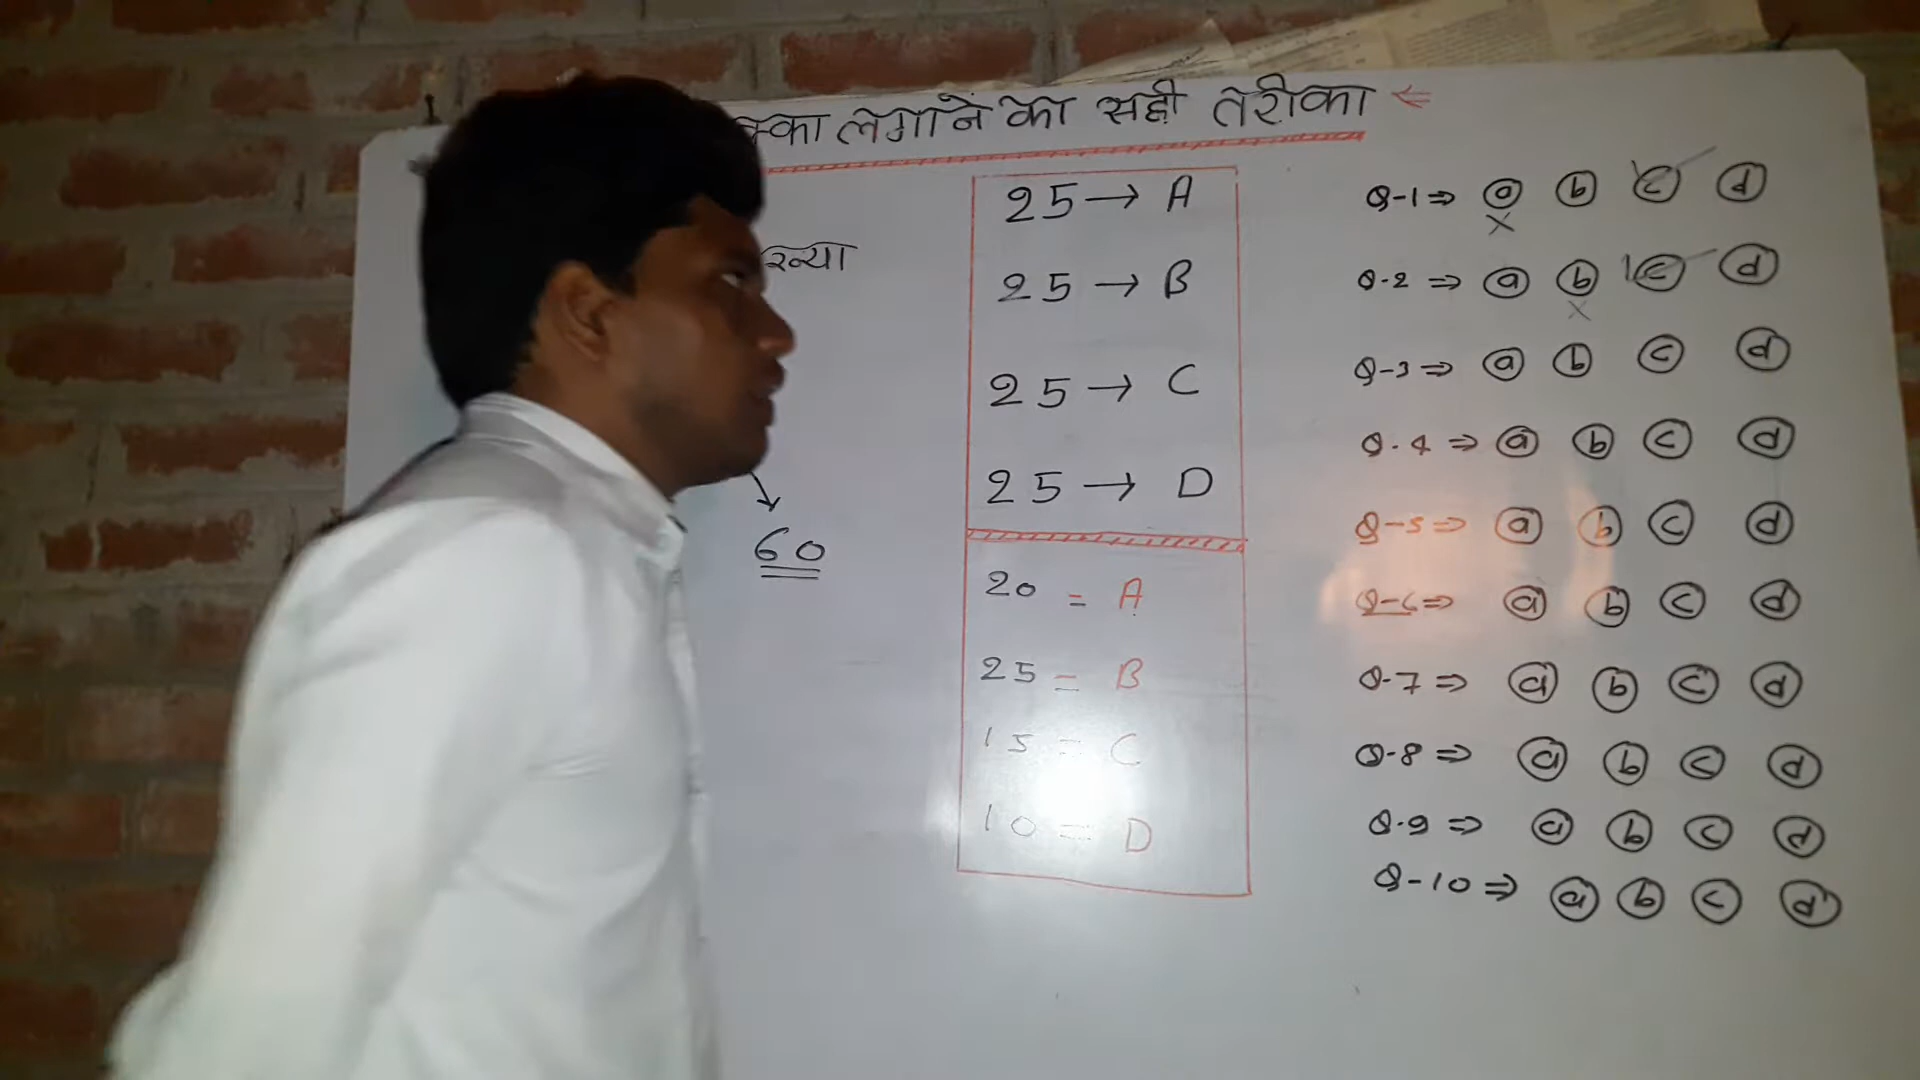 लगाने का सही तरीका ←
25 → A
25 → B
25 → C
25 → D
60
20 = A
25 = B
15 = C
10 = D
Q-1 ⇒ a b c d
Q-2 ⇒ a b c d
Q-3 ⇒ a b c d
Q-4 ⇒ a b c d
Q-5 ⇒ a b c d
Q-6 ⇒ a b c d
Q-7 ⇒ a b c d
Q-8 ⇒ a b c d
Q-9 ⇒ a b c d
Q-10 ⇒ a b c d